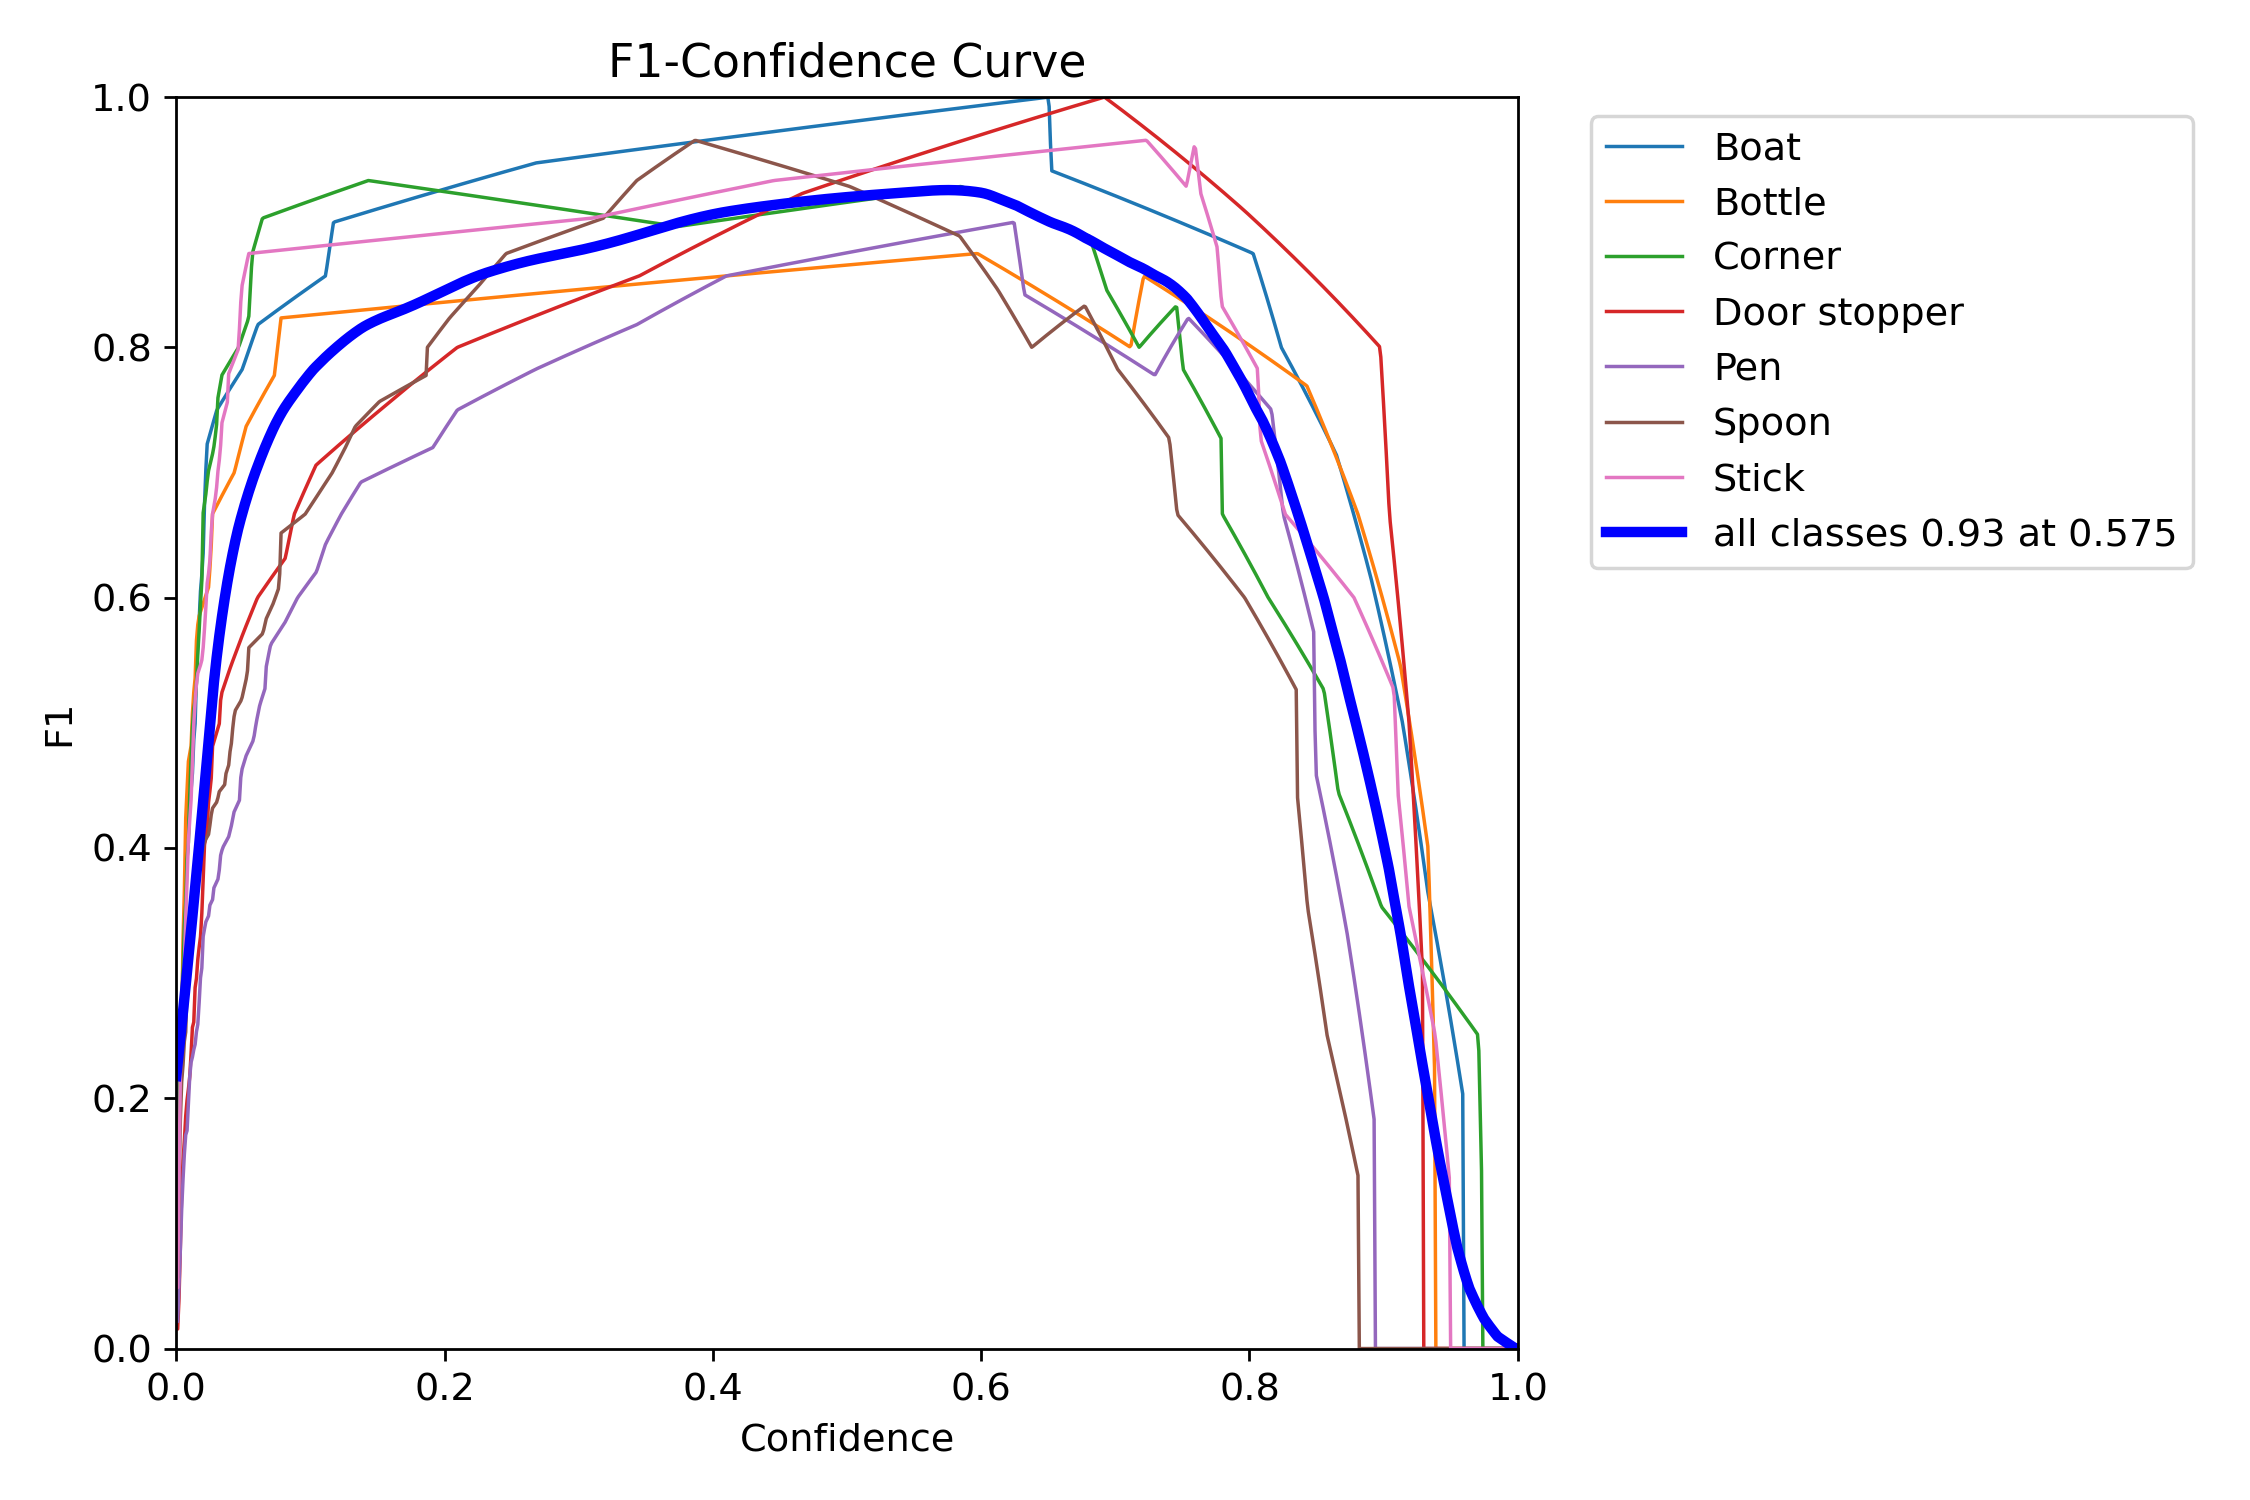 F1-Confidence Curve
1.0
0.8
0.6
0.4
0.2
0.0
F1
0.0 0.2 0.4 0.6 0.8 1.0
Confidence
Boat
Bottle
Corner
Door stopper
Pen
Spoon
Stick
all classes 0.93 at 0.575